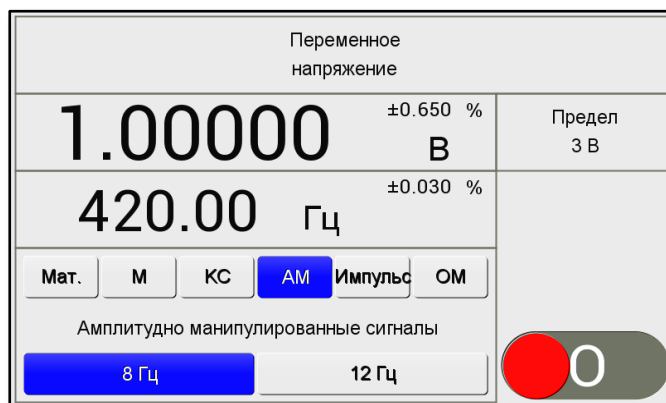 Переменное
напряжение
1.00000 ±0.650 %
В
Предел
3 В
420.00 Гц ±0.030 %
Мат. М КС АМ Импульс ОМ
Амплитудно манипулированные сигналы
8 Гц 12 Гц
O